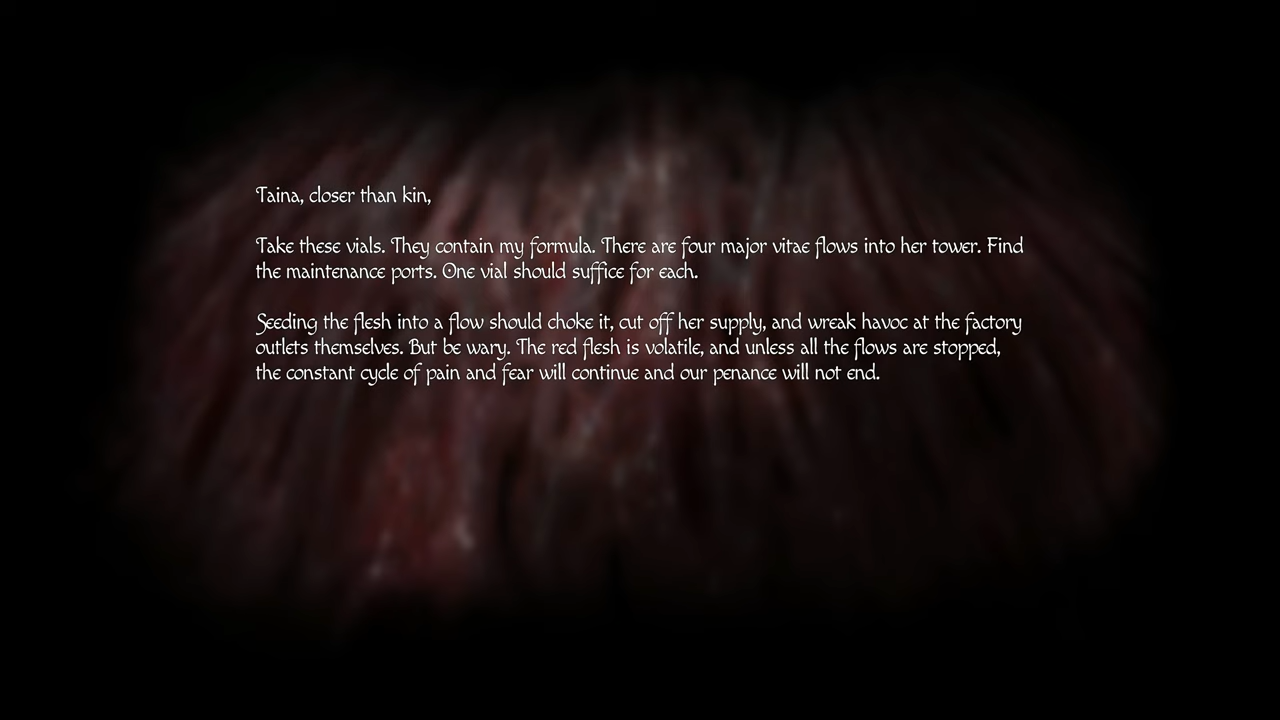 Taina, closer than kin,
Take these vials. They contain my formula. There are four major vitae flows into her tower. Find
the maintenance ports. One vial should suffice for each.
Seeding the flesh into a flow should choke it, cut off her supply, and wreak havoc at the factory
outlets themselves. But be wary. The red flesh is volatile, and unless all the flows are stopped,
the constant cycle of pain and fear will continue and our penance will not end.